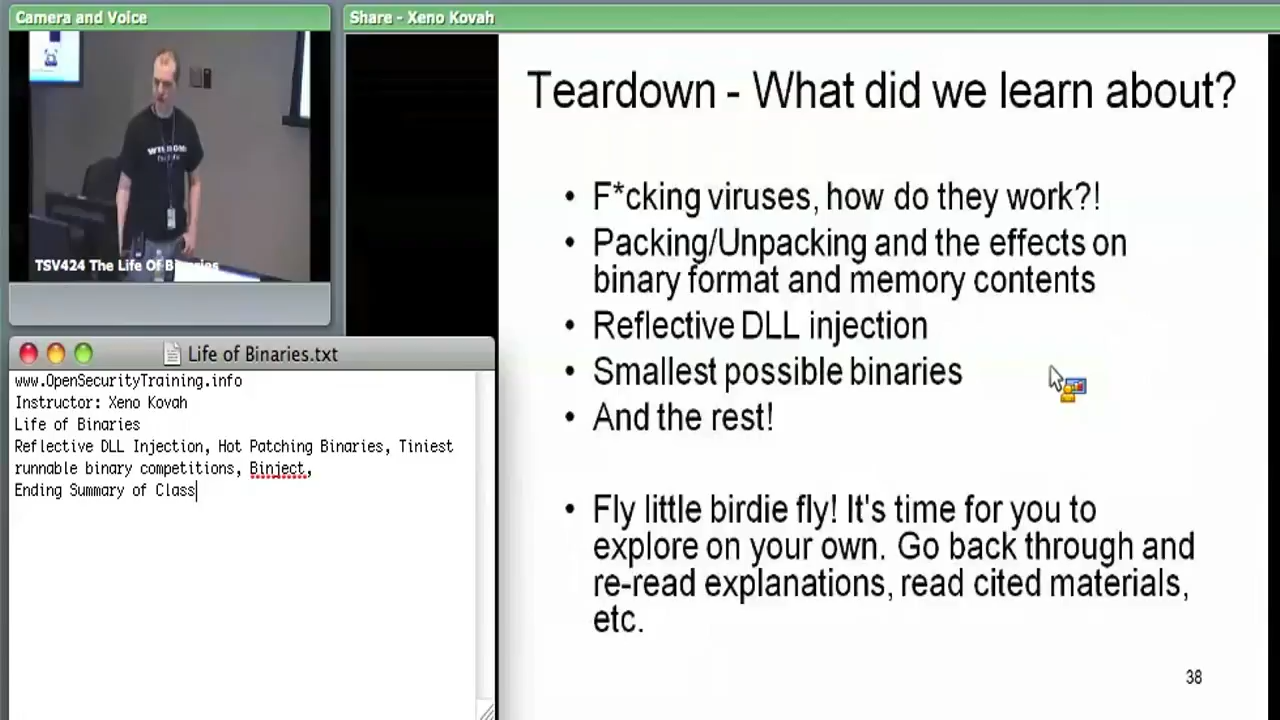 Camera and Voice
TSV424 The Life Of Binaries
Life of Binaries.txt
www.OpenSecurityTraining.info
Instructor: Xeno Kovah
Life of Binaries
Reflective DLL Injection, Hot Patching Binaries, Tiniest
runnable binary competitions, Binject,
Ending Summary of Class
Share - Xeno Kovah
Teardown - What did we learn about?
• F*cking viruses, how do they work?!
• Packing/Unpacking and the effects on
binary format and memory contents
• Reflective DLL injection
• Smallest possible binaries
• And the rest!
• Fly little birdie fly! It's time for you to
explore on your own. Go back through and
re-read explanations, read cited materials,
etc.
38